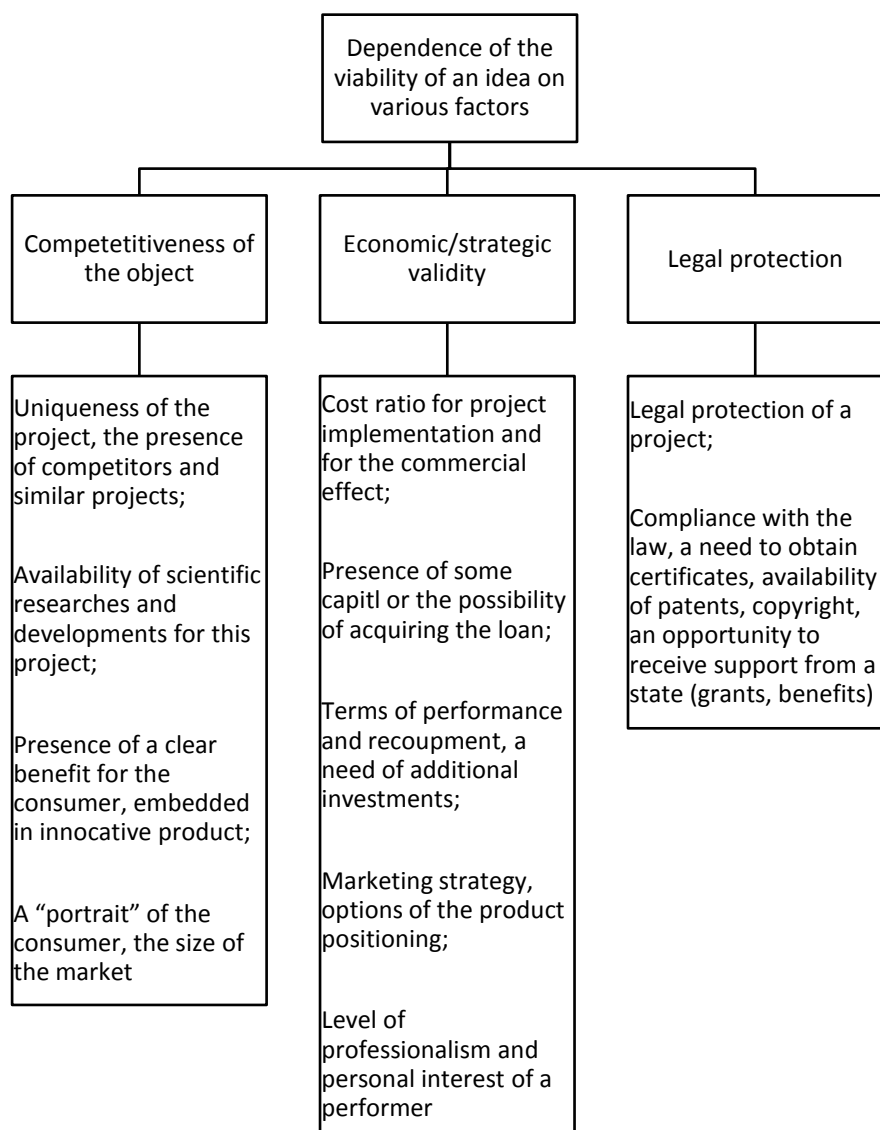 Dependence of the
viability of an idea on
various factors
Competetitiveness of
the object
Economic/strategic
validity
Legal protection
Uniqueness of the
project, the presence
of competitors and
similar projects;
Availability of scientific
researches and
developments for this
project;
Presence of a clear
benefit for the
consumer, embedded
in innocative product;
A “portrait” of the
consumer, the size of
the market
Cost ratio for project
implementation and
for the commercial
effect;
Presence of some
capitl or the possibility
of acquiring the loan;
Terms of performance
and recoupment, a
need of additional
investments;
Marketing strategy,
options of the product
positioning;
Level of
professionalism and
personal interest of a
performer
Legal protection of a
project;
Compliance with the
law, a need to obtain
certificates, availability
of patents, copyright,
an opportunity to
receive support from a
state (grants, benefits)